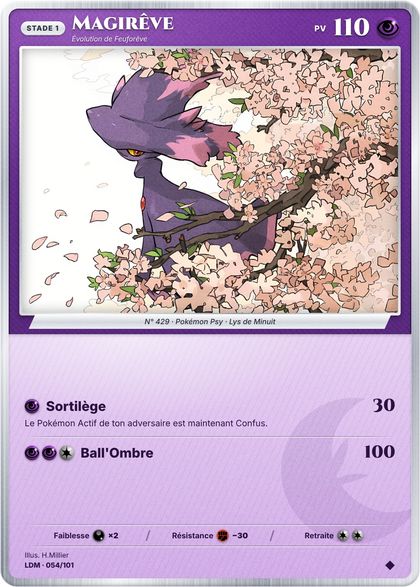 STADE 1 MAGIRÊVE PV 110
Évolution de Feuforêve
N° 429 · Pokémon Psy · Lys de Minuit
Sortilège 30
Le Pokémon Actif de ton adversaire est maintenant Confus.
Ball'Ombre 100
Faiblesse ×2 / Résistance −30 / Retraite
Illus. H.Millier
LDM · 054/101